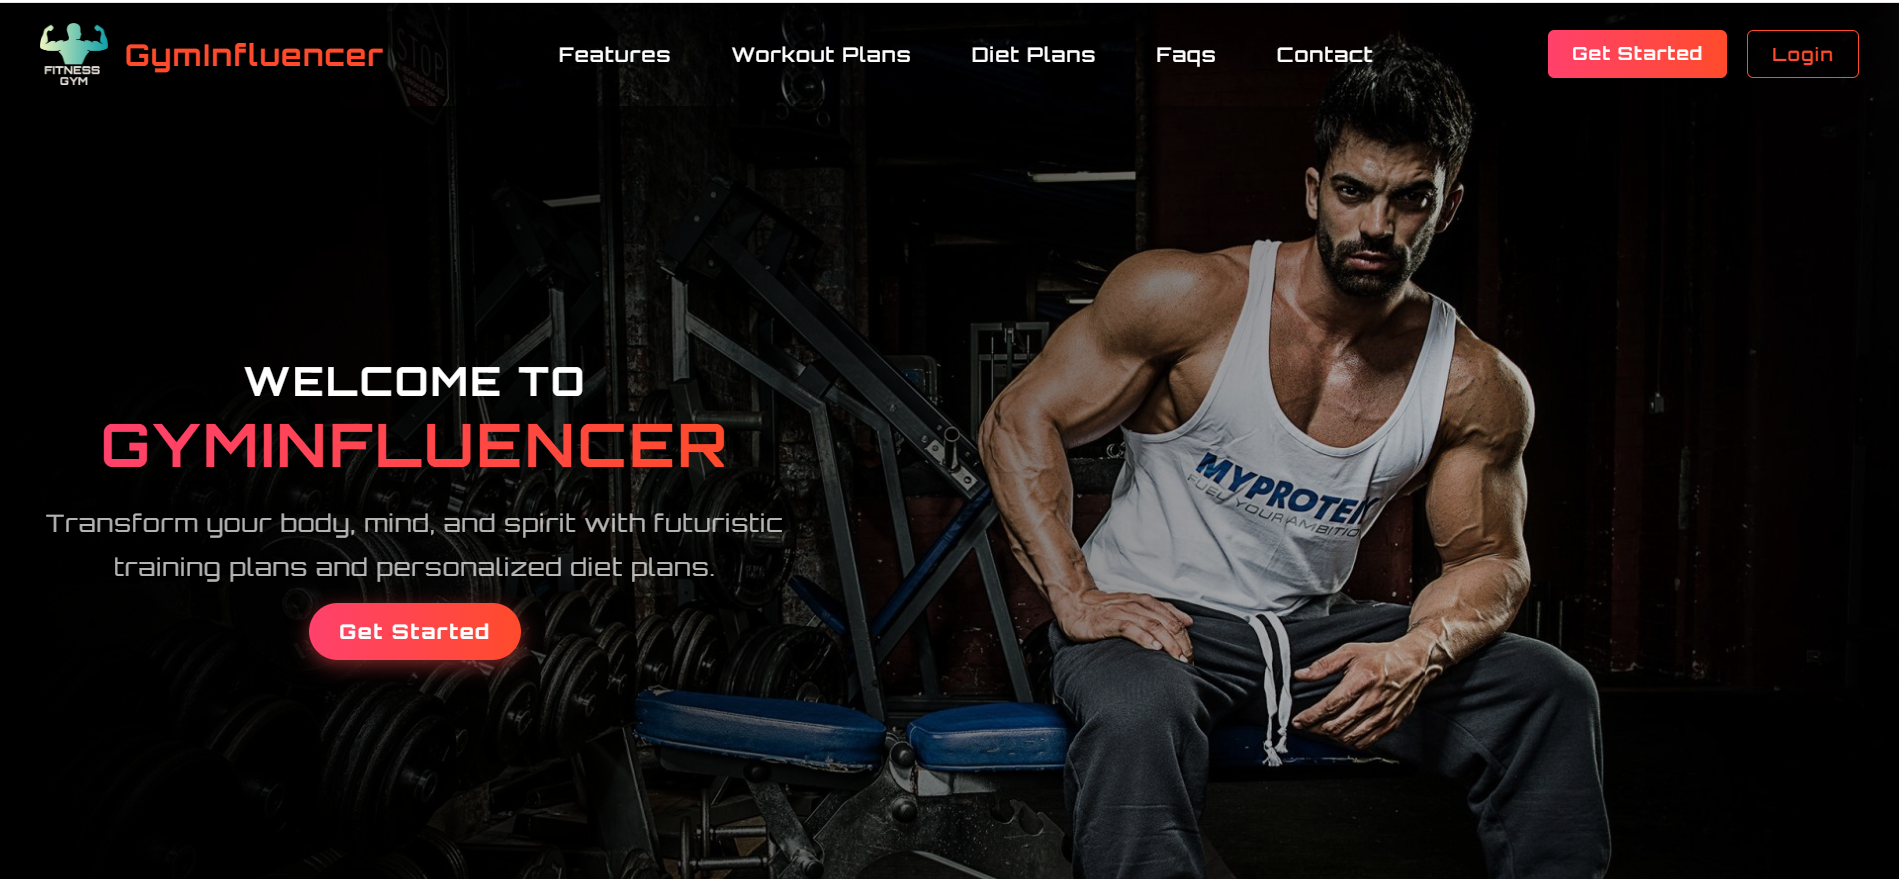 FITNESS
GYM
GymInfluencer
Features
Workout Plans
Diet Plans
Faqs
Contact
Get Started
Login
STOP
WELCOME TO
GYMINFLUENCER
Transform your body, mind, and spirit with futuristic
training plans and personalized diet plans.
Get Started
MYPROTEIN
FUEL YOUR AMBITION